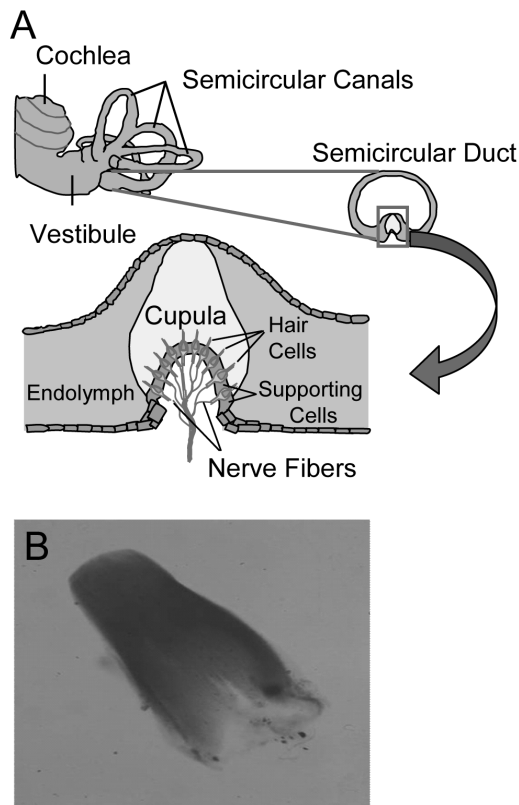 A
Cochlea
Semicircular Canals
Semicircular Duct
Vestibule
Cupula
Hair
Cells
Endolymph
Supporting
Cells
Nerve Fibers
B